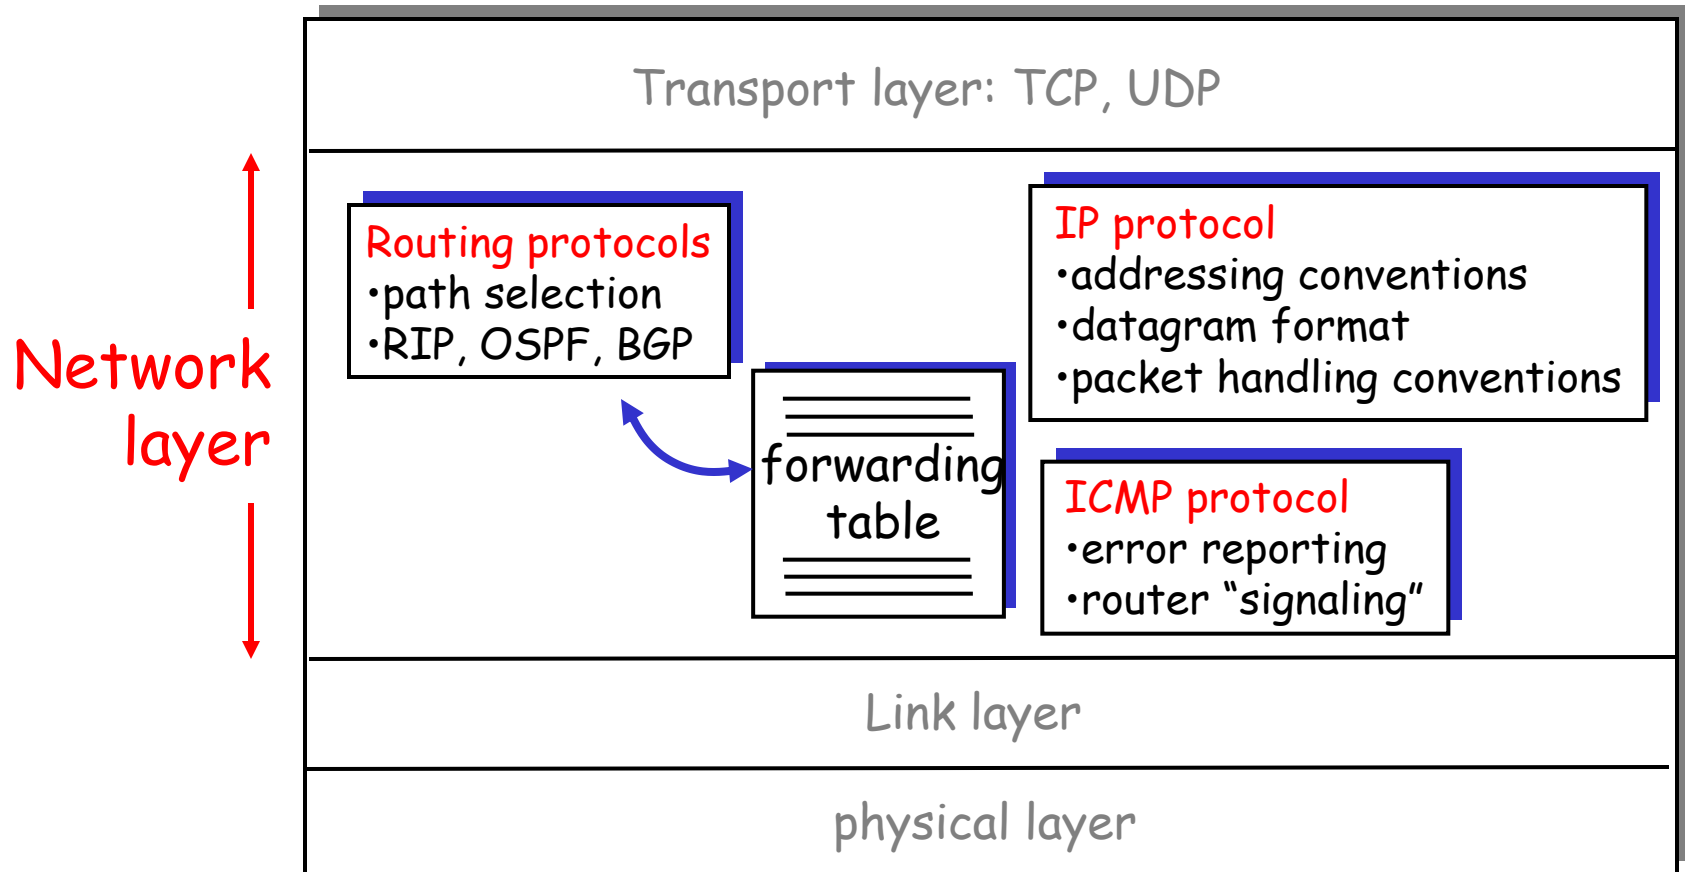 Transport layer: TCP, UDP
Network
layer
Routing protocols
•path selection
•RIP, OSPF, BGP
forwarding
table
IP protocol
•addressing conventions
•datagram format
•packet handling conventions
ICMP protocol
•error reporting
•router “signaling”
Link layer
physical layer